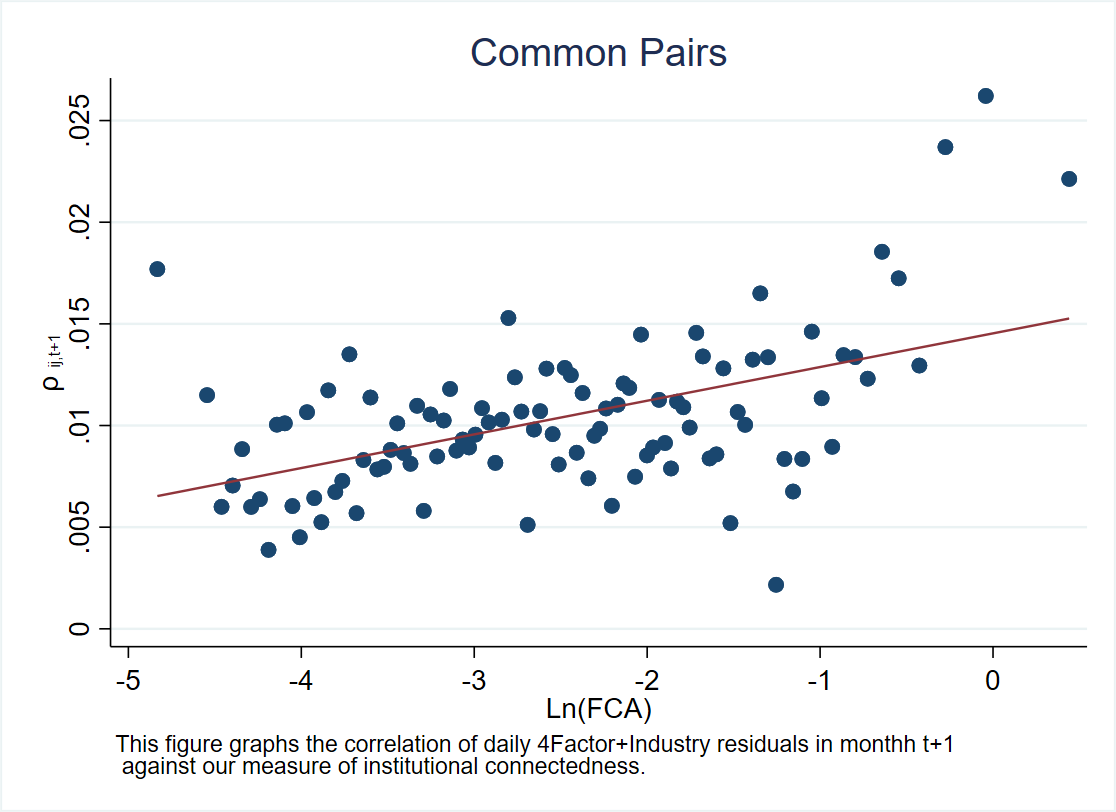 Common Pairs
.025
.02
.015
.01
.005
0
ρ ij,t+1
-5 -4 -3 -2 -1 0
Ln(FCA)
This figure graphs the correlation of daily 4Factor+Industry residuals in monthh t+1
against our measure of institutional connectedness.